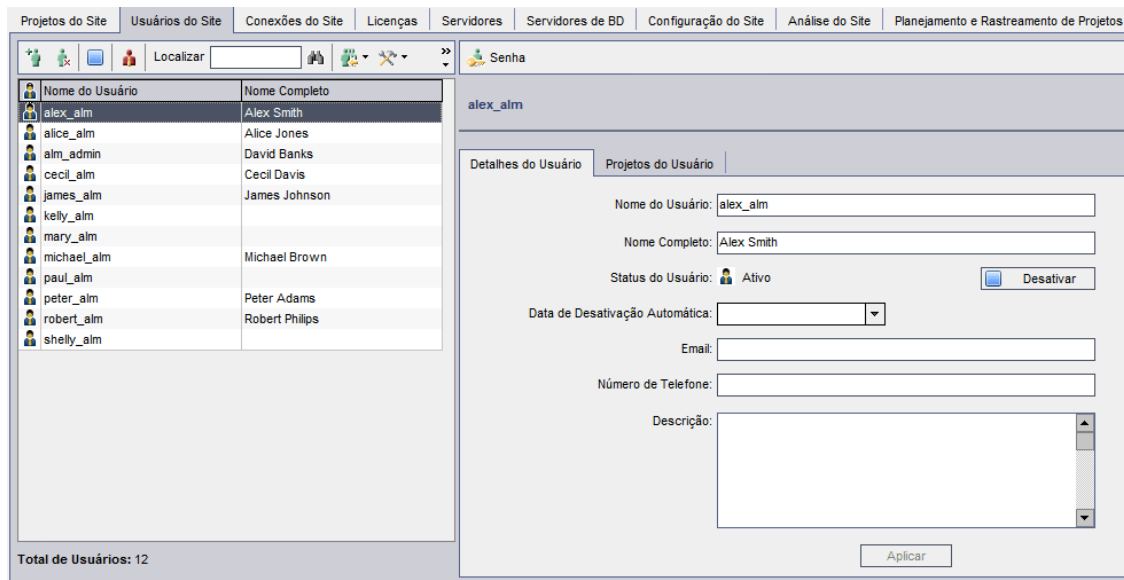 Projetos do Site Usuários do Site Conexões do Site Licenças Servidores Servidores de BD Configuração do Site Análise do Site Planejamento e Rastreamento de Projetos
Localizar
Senha
Nome do Usuário Nome Completo
alex_alm Alex Smith
alice_alm Alice Jones
alm_admin David Banks
cecil_alm Cecil Davis
james_alm James Johnson
kelly_alm
mary_alm
michael_alm Michael Brown
paul_alm
peter_alm Peter Adams
robert_alm Robert Philips
shelly_alm
Total de Usuários: 12
alex_alm
Detalhes do Usuário Projetos do Usuário
Nome do Usuário: alex_alm
Nome Completo: Alex Smith
Status do Usuário: Ativo Desativar
Data de Desativação Automática:
Email:
Número de Telefone:
Descrição:
Aplicar